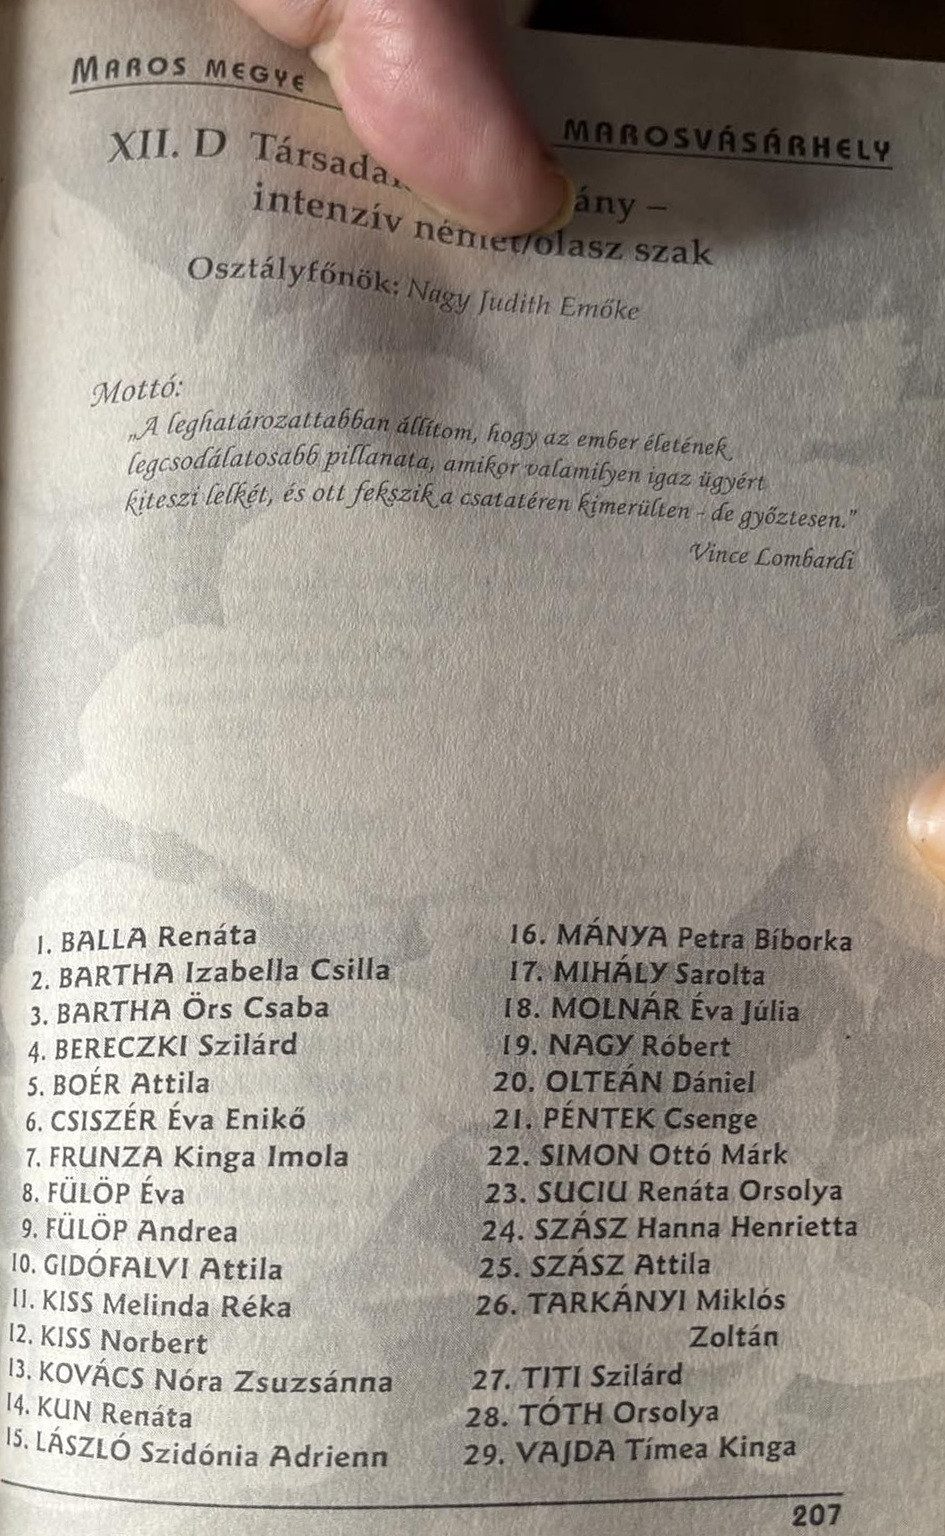 MAROS MEGYE
MAROSVÁSÁRHELY
XII. D
intenzív német/olasz szak
Osztályfőnök: Nagy Judith Emőke
Mottó:
„A leghatározattabban állítom, hogy az ember életének
legcsodálatosabb pillanata, amikor valamilyen igaz ügyért
kiteszi lelkét, és ott fekszik a csatatéren kimerülten - de győztesen."
Vince Lombardi
1. BALLA Renáta
2. BARTHA Izabella Csilla
3. BARTHA Örs Csaba
4. BERECZKI Szilárd
5. BOÉR Attila
6. CSISZÉR Éva Enikő
7. FRUNZA Kinga Imola
8. FÜLÖP Éva
9. FÜLÖP Andrea
10. GIDÓFALVI Attila
11. KISS Melinda Réka
12. KISS Norbert
13. KOVÁCS Nóra Zsuzsánna
14. KUN Renáta
15. LÁSZLÓ Szidónia Adrienn
16. MÁNYA Petra Bíborka
17. MIHÁLY Sarolta
18. MOLNÁR Éva Júlia
19. NAGY Róbert
20. OLTEÁN Dániel
21. PÉNTEK Csenge
22. SIMON Ottó Márk
23. SUCIU Renáta Orsolya
24. SZÁSZ Hanna Henrietta
25. SZÁSZ Attila
26. TARKÁNYI Miklós
Zoltán
27. TITI Szilárd
28. TÓTH Orsolya
29. VAJDA Tímea Kinga
207